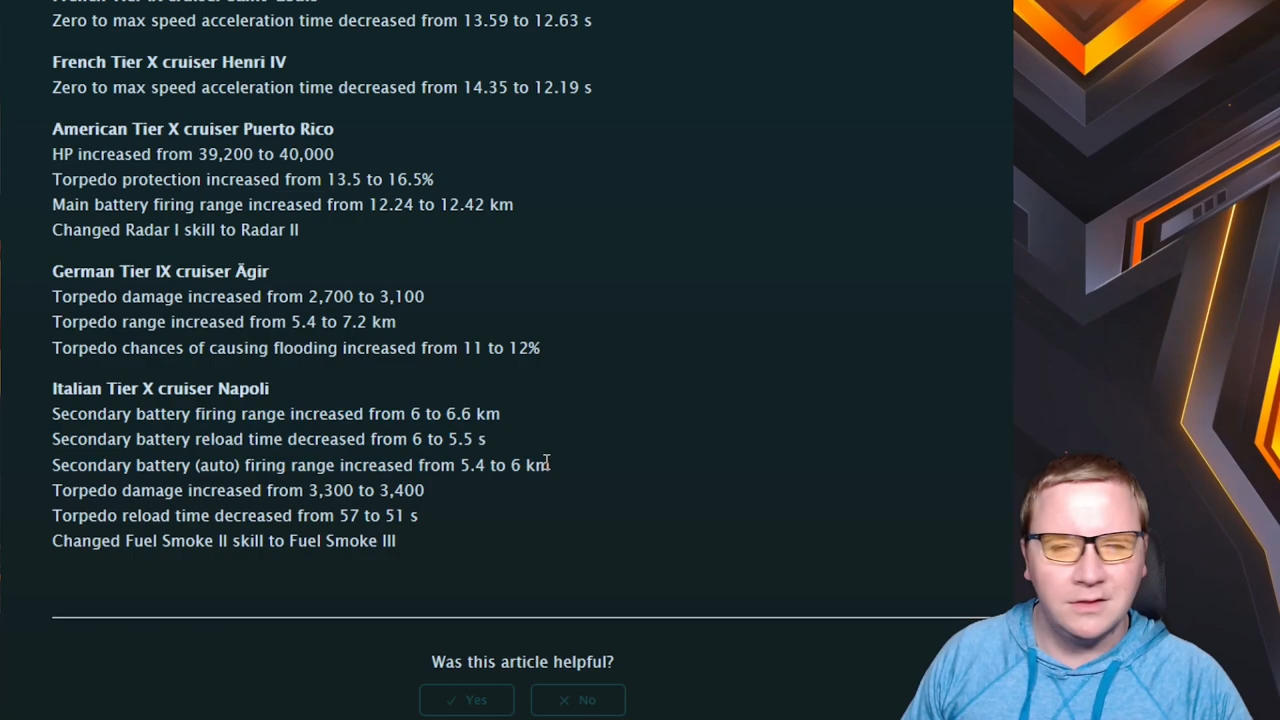 Zero to max speed acceleration time decreased from 13.59 to 12.63 s
French Tier X cruiser Henri IV
Zero to max speed acceleration time decreased from 14.35 to 12.19 s
American Tier X cruiser Puerto Rico
HP increased from 39,200 to 40,000
Torpedo protection increased from 13.5 to 16.5%
Main battery firing range increased from 12.24 to 12.42 km
Changed Radar I skill to Radar II
German Tier IX cruiser Ägir
Torpedo damage increased from 2,700 to 3,100
Torpedo range increased from 5.4 to 7.2 km
Torpedo chances of causing flooding increased from 11 to 12%
Italian Tier X cruiser Napoli
Secondary battery firing range increased from 6 to 6.6 km
Secondary battery reload time decreased from 6 to 5.5 s
Secondary battery (auto) firing range increased from 5.4 to 6 km
Torpedo damage increased from 3,300 to 3,400
Torpedo reload time decreased from 57 to 51 s
Changed Fuel Smoke II skill to Fuel Smoke III
Was this article helpful?
Yes
No